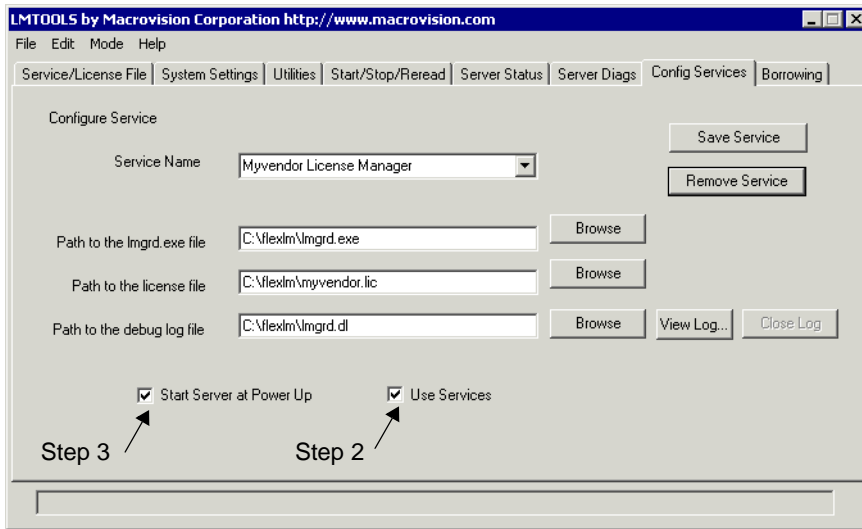 LMTOOLS by Macrovision Corporation http://www.macrovision.com
File Edit Mode Help
Service/License File System Settings Utilities Start/Stop/Reread Server Status Server Diags Config Services Borrowing
Configure Service
Save Service
Service Name Myvendor License Manager
Remove Service
Path to the lmgrd.exe file C:\flexlm\lmgrd.exe Browse
Path to the license file C:\flexlm\myvendor.lic Browse
Path to the debug log file C:\flexlm\lmgrd.dl Browse View Log... Close Log
Start Server at Power Up Use Services
Step 3 Step 2